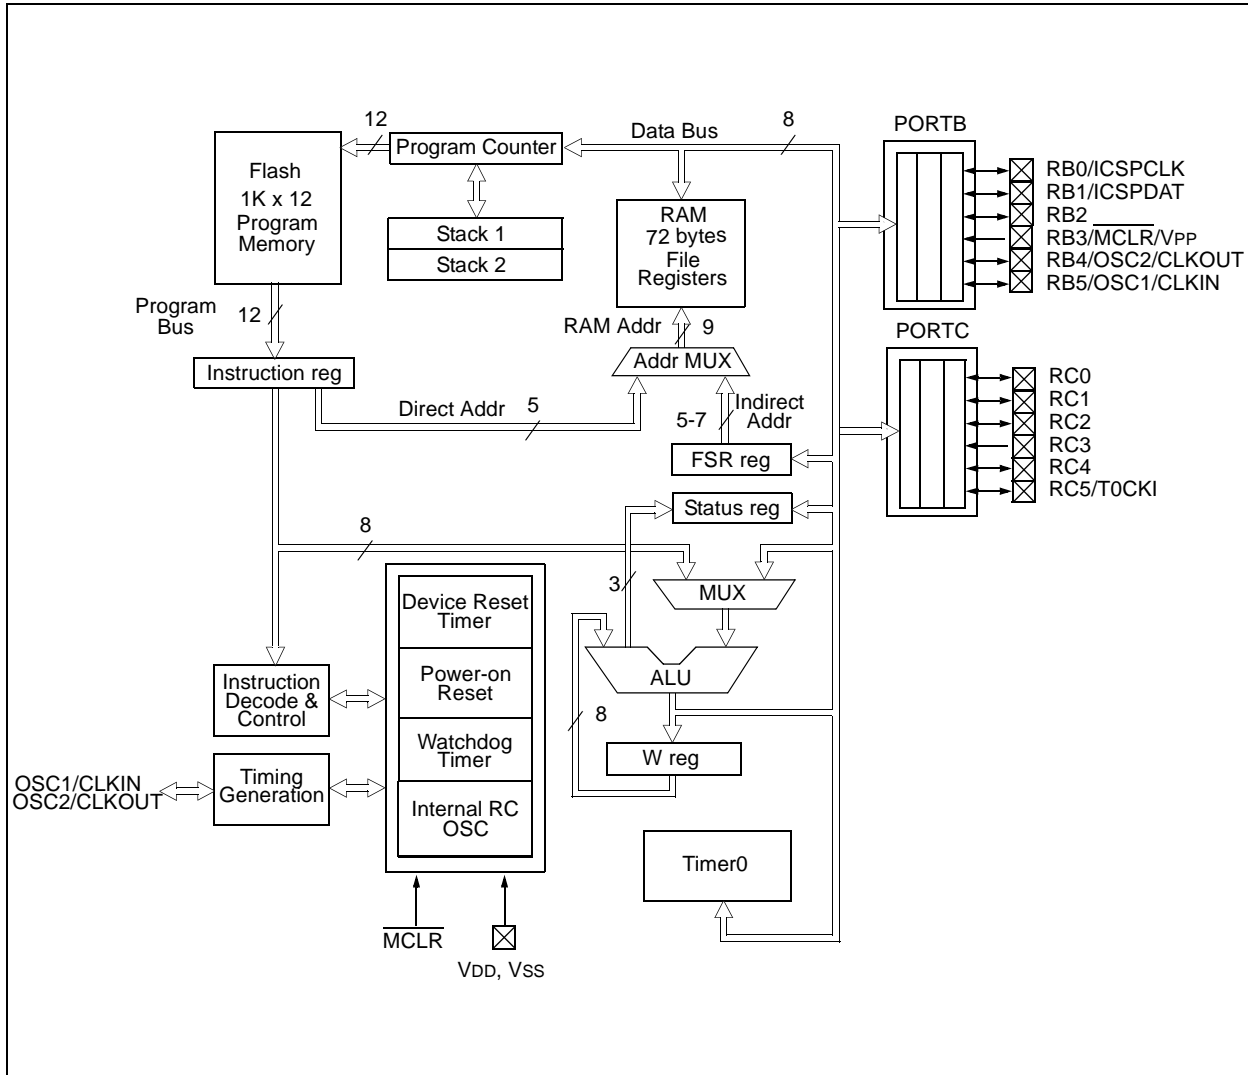 12
Program Counter
Data Bus
8
PORTB
Flash
1K x 12
Program
Memory
Stack 1
Stack 2
RAM
72 bytes
File
Registers
RB0/ICSPCLK
RB1/ICSPDAT
RB2
RB3/MCLR/VPP
RB4/OSC2/CLKOUT
RB5/OSC1/CLKIN
Program
Bus
12
RAM Addr
9
PORTC
Instruction reg
Addr MUX
Direct Addr
5
5-7
Indirect
Addr
RC0
RC1
RC2
RC3
RC4
RC5/T0CKI
FSR reg
Status reg
8
3
MUX
Device Reset
Timer
Power-on
Reset
Watchdog
Timer
Internal RC
OSC
ALU
Instruction
Decode &
Control
8
W reg
OSC1/CLKIN
OSC2/CLKOUT
Timing
Generation
Timer0
MCLR
VDD, VSS